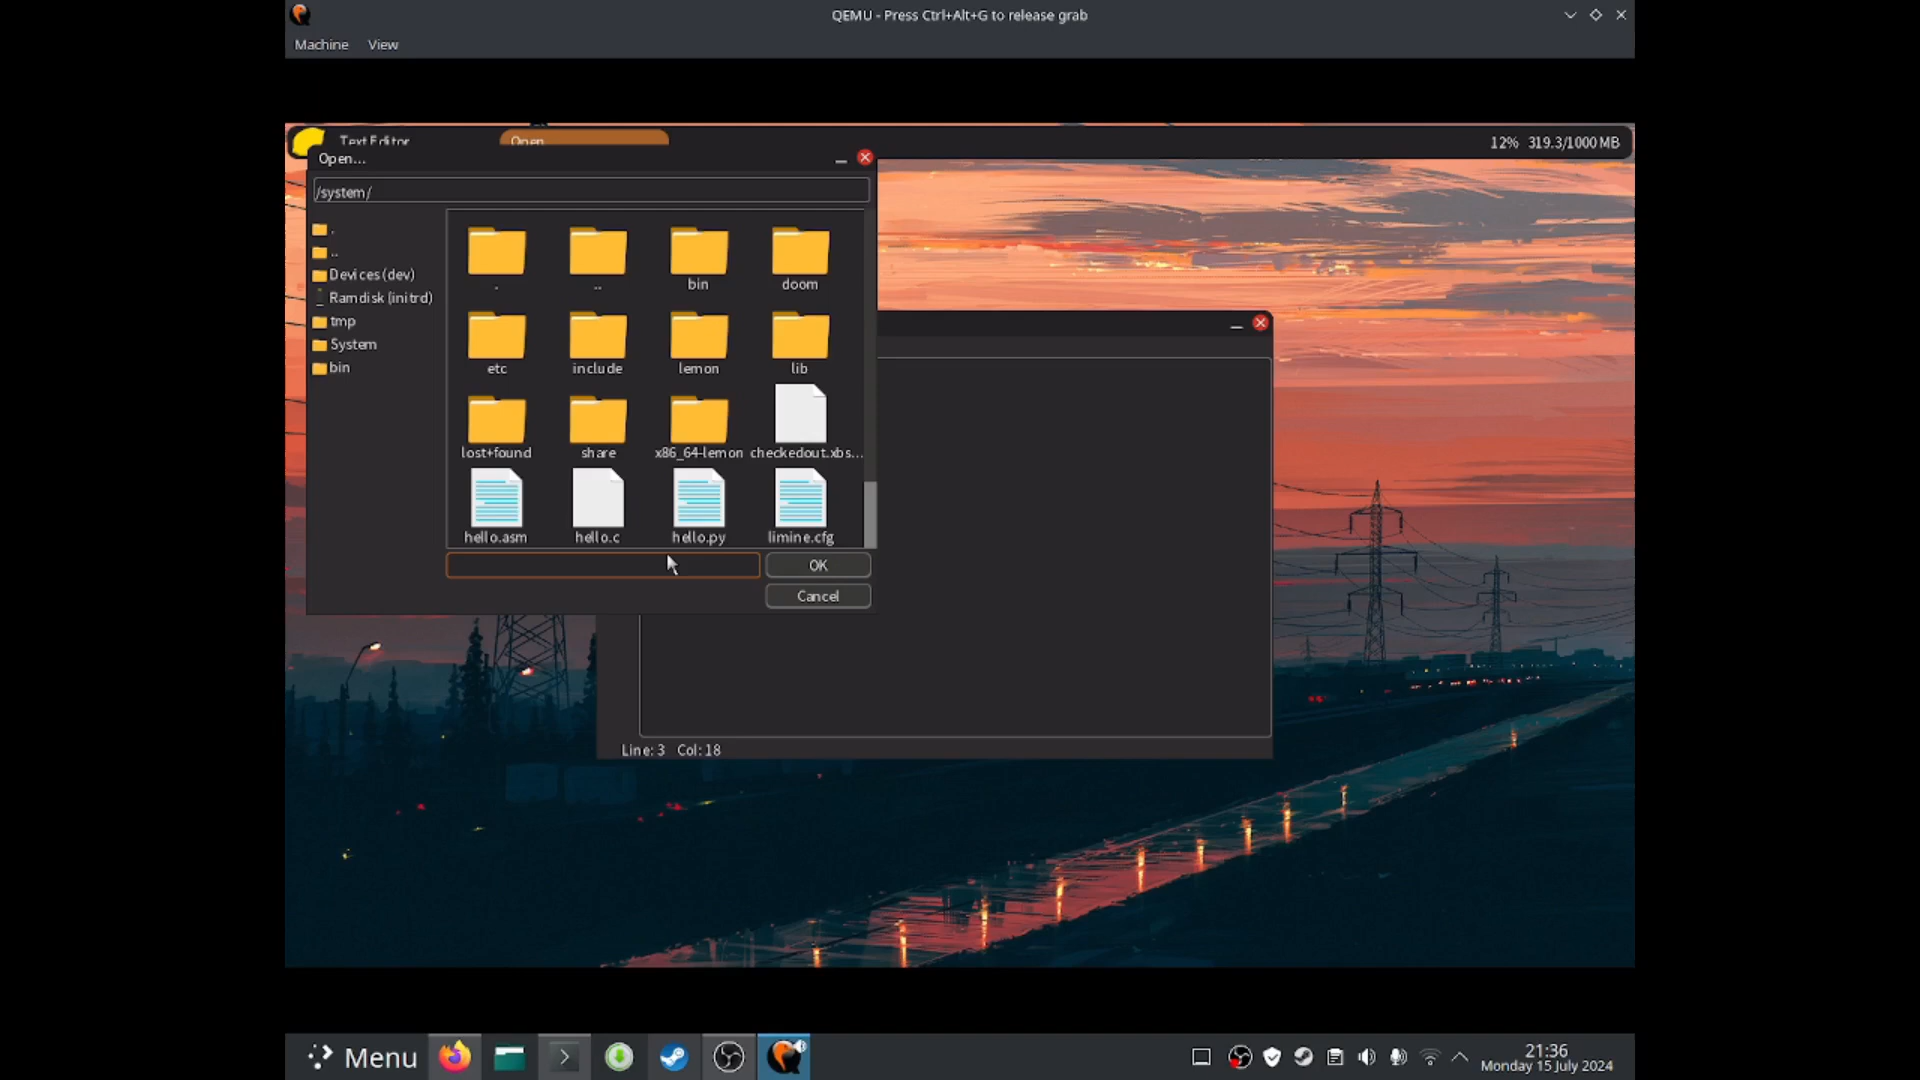 QEMU - Press Ctrl+Alt+G to release grab
Machine View
Text Editor
Open...
12% 319.3/1000 MB
Open...
/system/
.
..
Devices (dev)
Ramdisk (initrd)
tmp
System
bin
. .. bin doom
etc include lemon lib
lost+found share x86_64-lemon checkedout.xbs...
hello.asm hello.c hello.py limine.cfg
OK
Cancel
Line: 3 Col: 18
Menu
21:36
Monday 15 July 2024